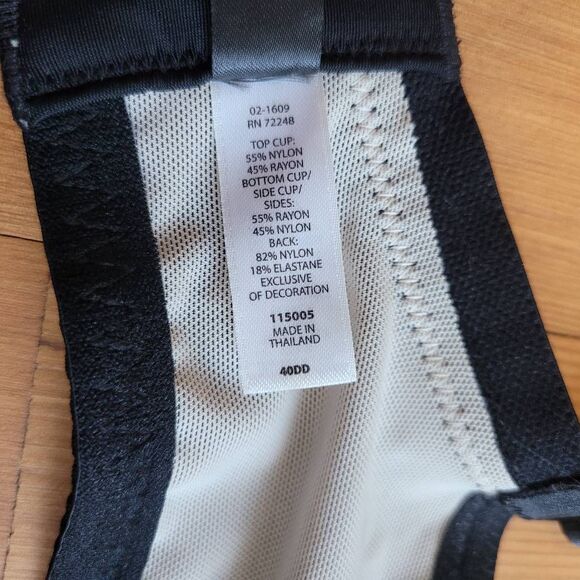 02-1609
RN 72248
TOP CUP:
55% NYLON
45% RAYON
BOTTOM CUP/
SIDE CUP/
SIDES:
55% RAYON
45% NYLON
BACK:
82% NYLON
18% ELASTANE
EXCLUSIVE
OF DECORATION
115005
MADE IN
THAILAND
40DD